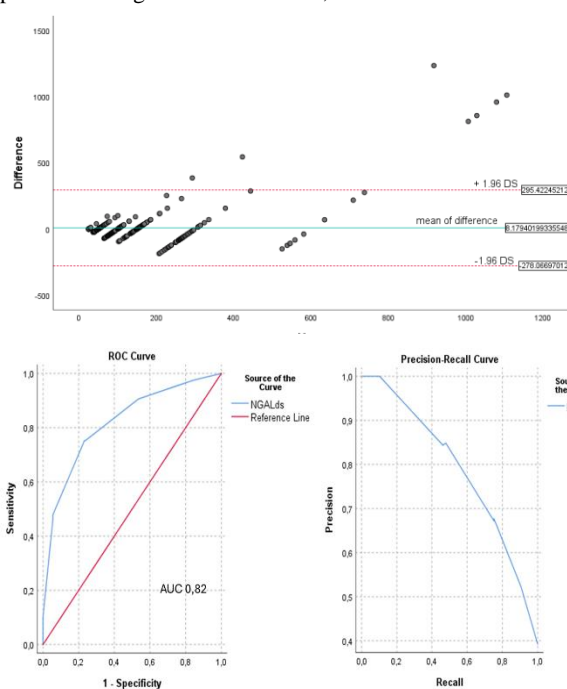 1500
1000
Difference
500
+ 1.96 DS
295.42245212
mean of difference
8.17940199335548
0
-1.96 DS
-278.06697012
-500
0 200 400 600 800 1000 1200
ROC Curve
Source of the
Curve
NGALds
Reference Line
Sensitivity
1,0
0,8
0,6
0,4
0,2
0,0
AUC 0,82
0,0 0,2 0,4 0,6 0,8 1,0
1 - Specificity
Precision-Recall Curve
Precision
1,0
0,9
0,8
0,7
0,6
0,5
0,4
0,0 0,2 0,4 0,6 0,8 1,0
Recall